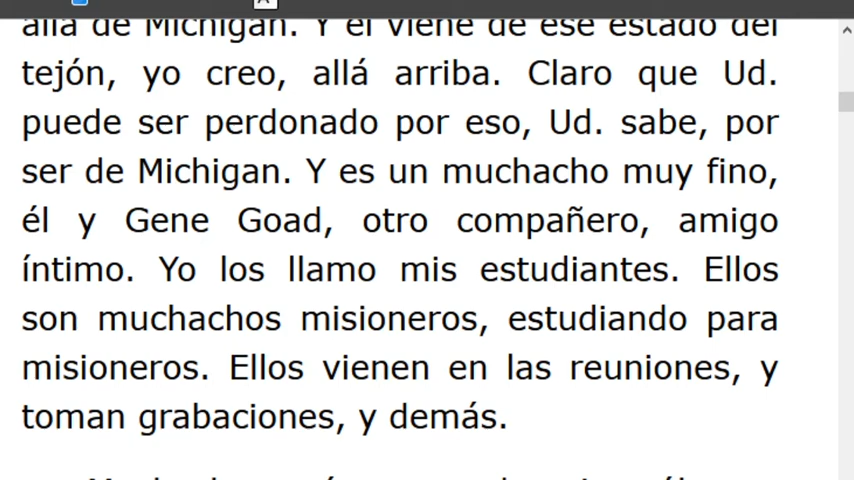 allá de Michigan. Y él viene de ese estado del
tejón, yo creo, allá arriba. Claro que Ud.
puede ser perdonado por eso, Ud. sabe, por
ser de Michigan. Y es un muchacho muy fino,
él y Gene Goad, otro compañero, amigo
íntimo. Yo los llamo mis estudiantes. Ellos
son muchachos misioneros, estudiando para
misioneros. Ellos vienen en las reuniones, y
toman grabaciones, y demás.